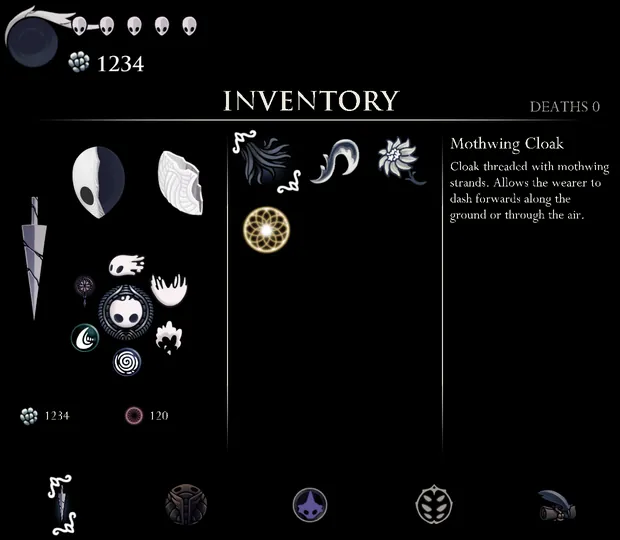 1234
INVENTORY
DEATHS 0
Mothwing Cloak
Cloak threaded with mothwing
strands. Allows the wearer to
dash forwards along the
ground or through the air.
1234
120